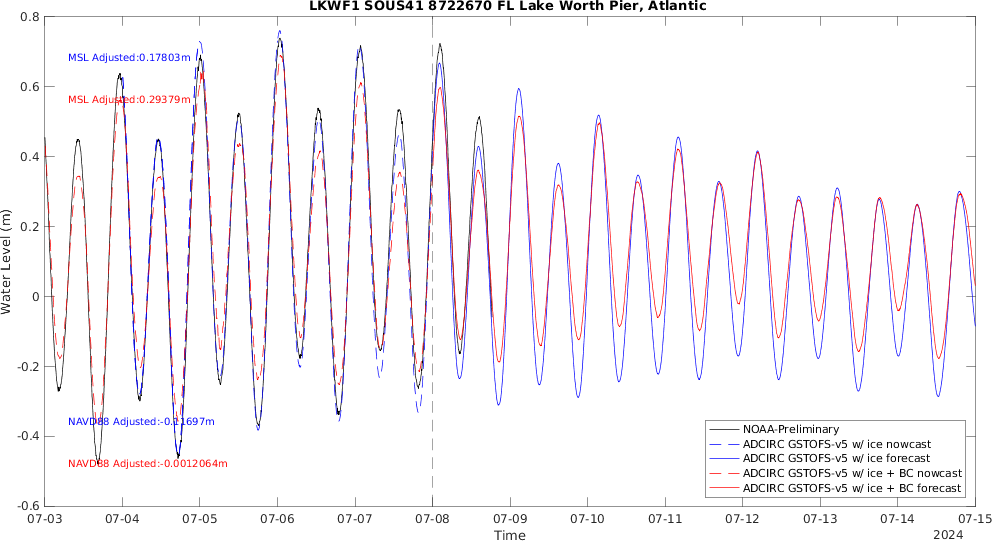 LKWF1 SOUS41 8722670 FL Lake Worth Pier, Atlantic
0.8
0.6
0.4
0.2
0
-0.2
-0.4
-0.6
Water Level (m)
MSL Adjusted:0.17803m
MSL Adjusted:0.29379m
NAVD88 Adjusted:-0.11697m
NAVD88 Adjusted:-0.0012064m
NOAA-Preliminary
ADCIRC GSTOFS-v5 w/ ice nowcast
ADCIRC GSTOFS-v5 w/ ice forecast
ADCIRC GSTOFS-v5 w/ ice + BC nowcast
ADCIRC GSTOFS-v5 w/ ice + BC forecast
07-03 07-04 07-05 07-06 07-07 07-08 07-09 07-10 07-11 07-12 07-13 07-14 07-15
Time
2024